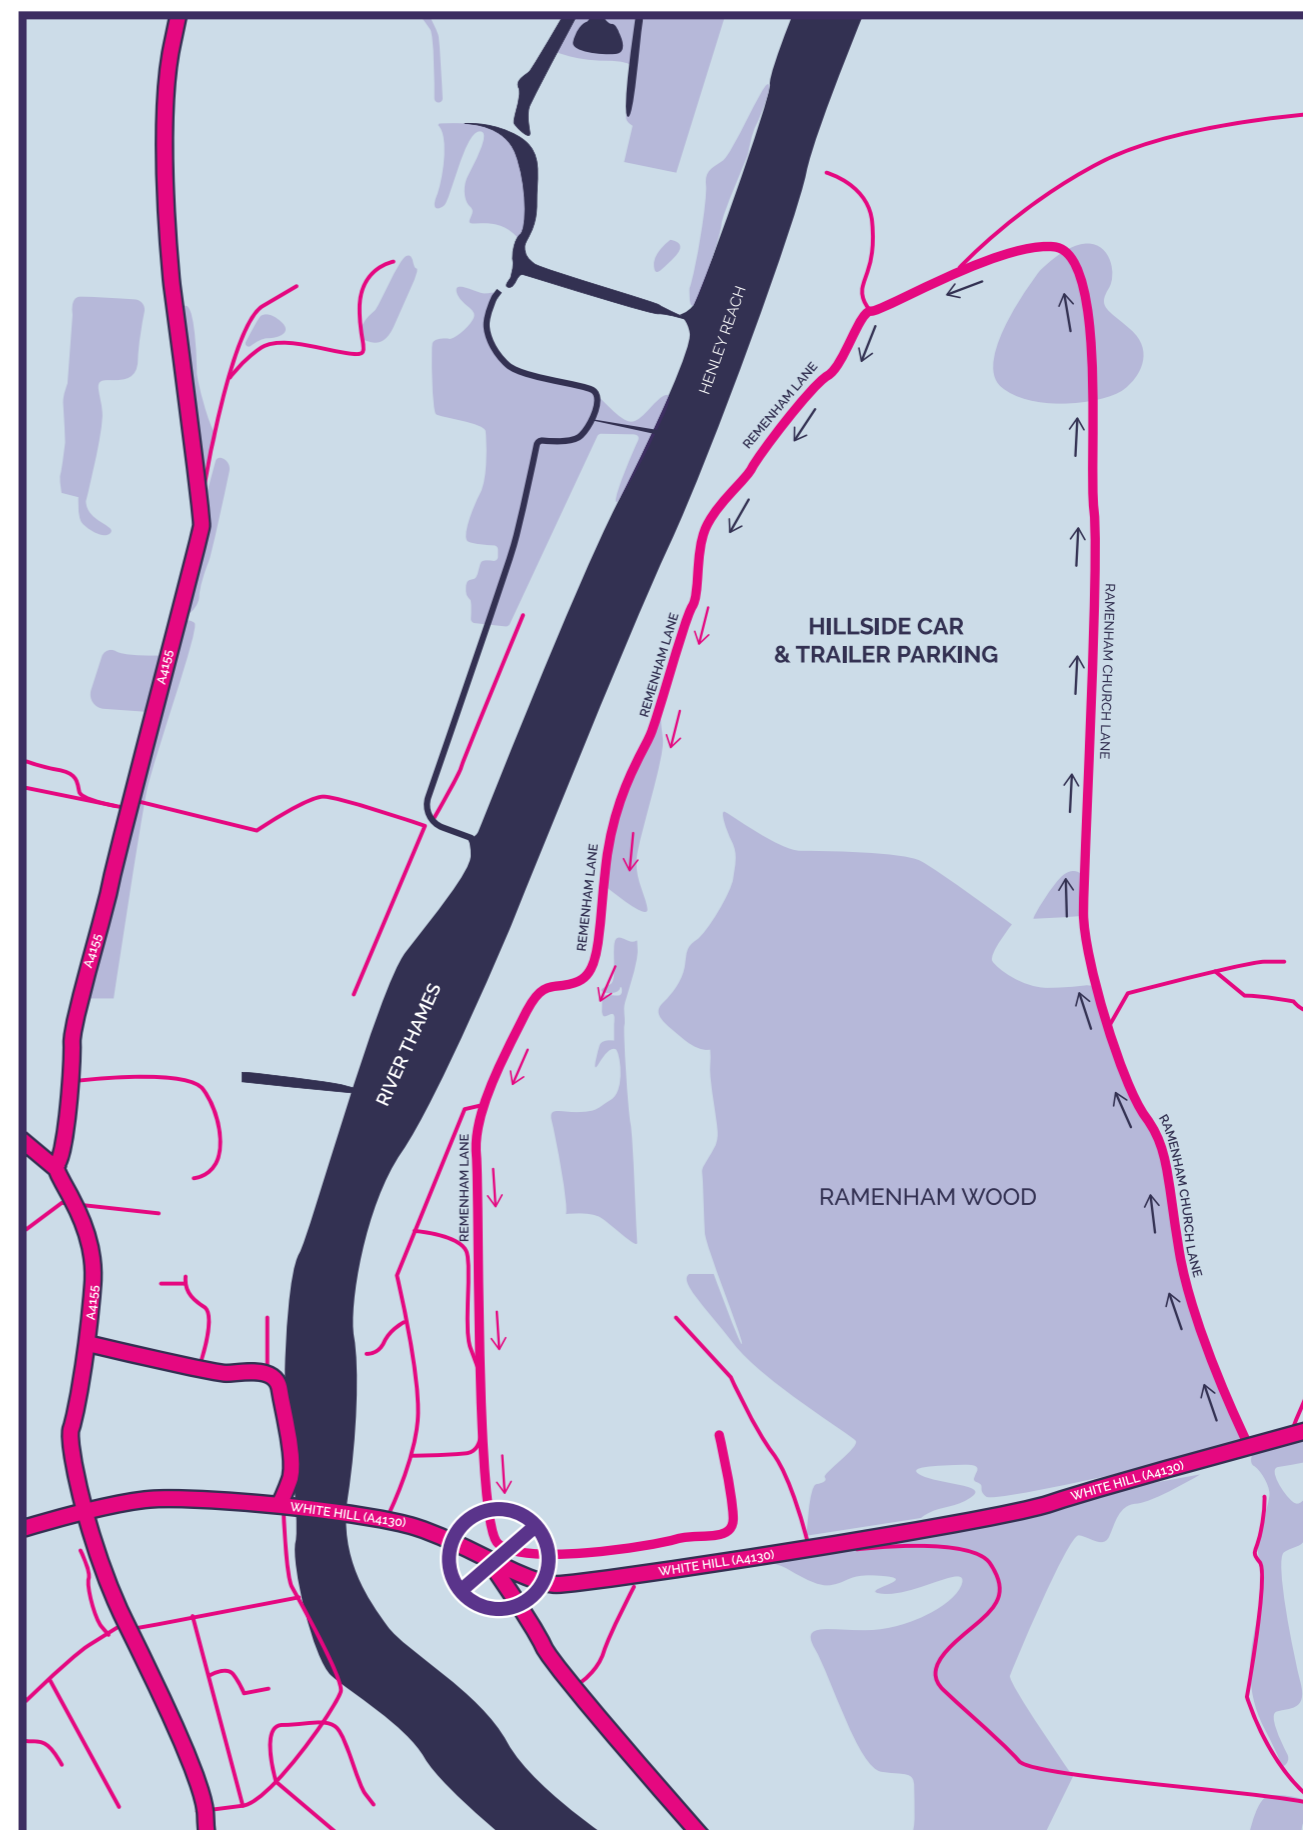 HENLEY REACH
REMENHAM LANE
RAMENHAM CHURCH LANE
HILLSIDE CAR
& TRAILER PARKING
REMENHAM LANE
A4155
REMENHAM LANE
A4155
RIVER THAMES
REMENHAM LANE
RAMENHAM WOOD
RAMENHAM CHURCH LANE
A4155
WHITE HILL (A4130)
WHITE HILL (A4130)
WHITE HILL (A4130)